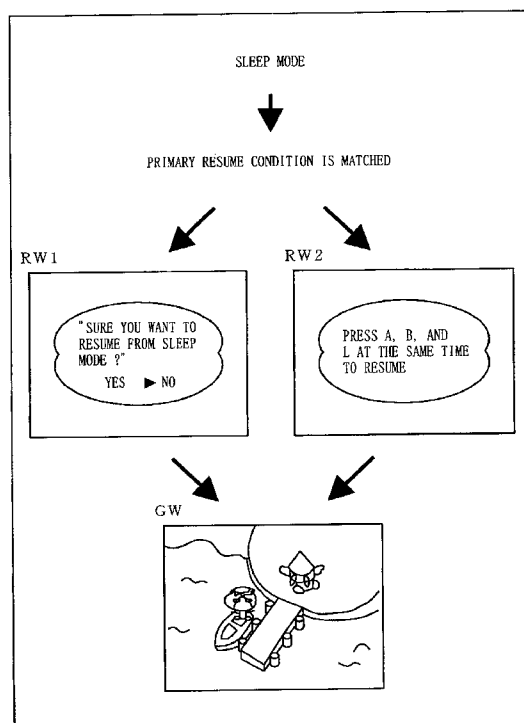 SLEEP MODE
PRIMARY RESUME CONDITION IS MATCHED
RW1
"SURE YOU WANT TO
RESUME FROM SLEEP
MODE ?"
YES ▶ NO
RW2
PRESS A, B, AND
L AT THE SAME TIME
TO RESUME
GW